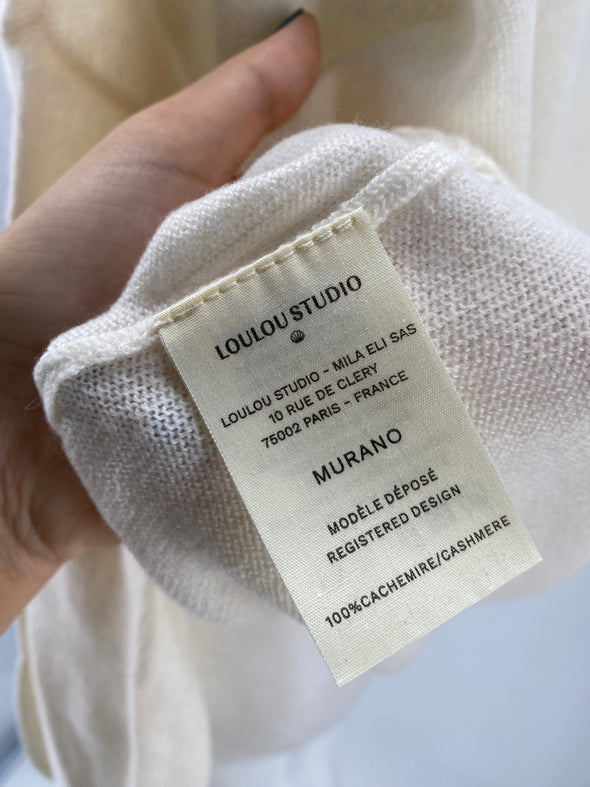 LOULOU STUDIO
LOULOU STUDIO - MILA ELI SAS
10 RUE DE CLERY
75002 PARIS - FRANCE
MURANO
MODÈLE DÉPOSÉ
REGISTERED DESIGN
100%CACHEMIRE/CASHMERE